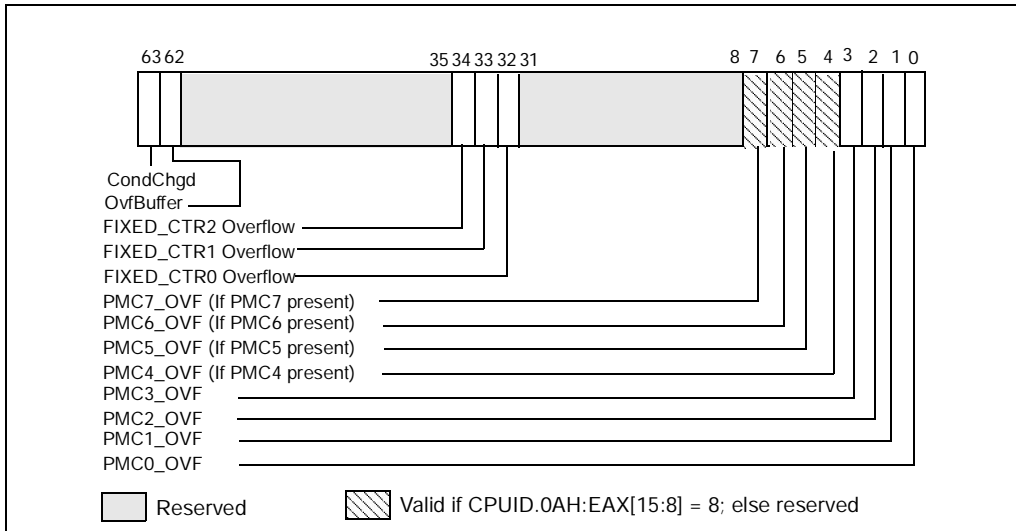 63 62 35 34 33 32 31 8 7 6 5 4 3 2 1 0
CondChgd
OvfBuffer
FIXED_CTR2 Overflow
FIXED_CTR1 Overflow
FIXED_CTR0 Overflow
PMC7_OVF (If PMC7 present)
PMC6_OVF (If PMC6 present)
PMC5_OVF (If PMC5 present)
PMC4_OVF (If PMC4 present)
PMC3_OVF
PMC2_OVF
PMC1_OVF
PMC0_OVF
Reserved
Valid if CPUID.0AH:EAX[15:8] = 8; else reserved